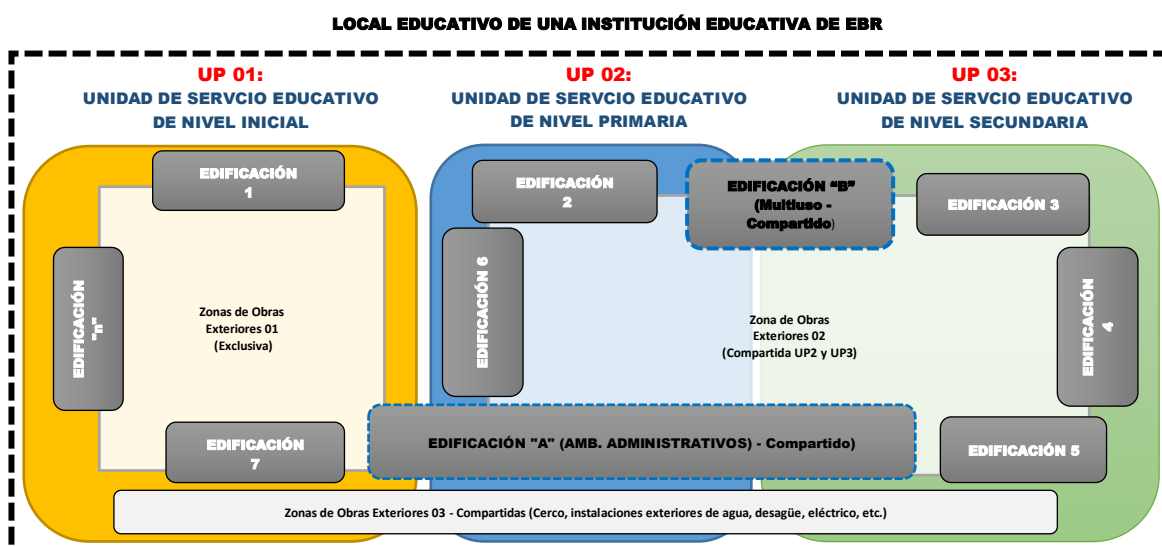 LOCAL EDUCATIVO DE UNA INSTITUCIÓN EDUCATIVA DE EBR
UP 01:
UNIDAD DE SERVCIO EDUCATIVO
DE NIVEL INICIAL
UP 02:
UNIDAD DE SERVCIO EDUCATIVO
DE NIVEL PRIMARIA
UP 03:
UNIDAD DE SERVCIO EDUCATIVO
DE NIVEL SECUNDARIA
EDIFICACIÓN
1
EDIFICACIÓN
2
EDIFICACIÓN “B”
(Multiuso -
Compartido)
EDIFICACIÓN 3
EDIFICACIÓN
"n"
Zonas de Obras
Exteriores 01
(Exclusiva)
EDIFICACIÓN 6
Zona de Obras
Exteriores 02
(Compartida UP2 y UP3)
EDIFICACIÓN
4
EDIFICACIÓN
7
EDIFICACIÓN "A" (AMB. ADMINISTRATIVOS) - Compartido)
EDIFICACIÓN 5
Zonas de Obras Exteriores 03 - Compartidas (Cerco, instalaciones exteriores de agua, desagüe, eléctrico, etc.)